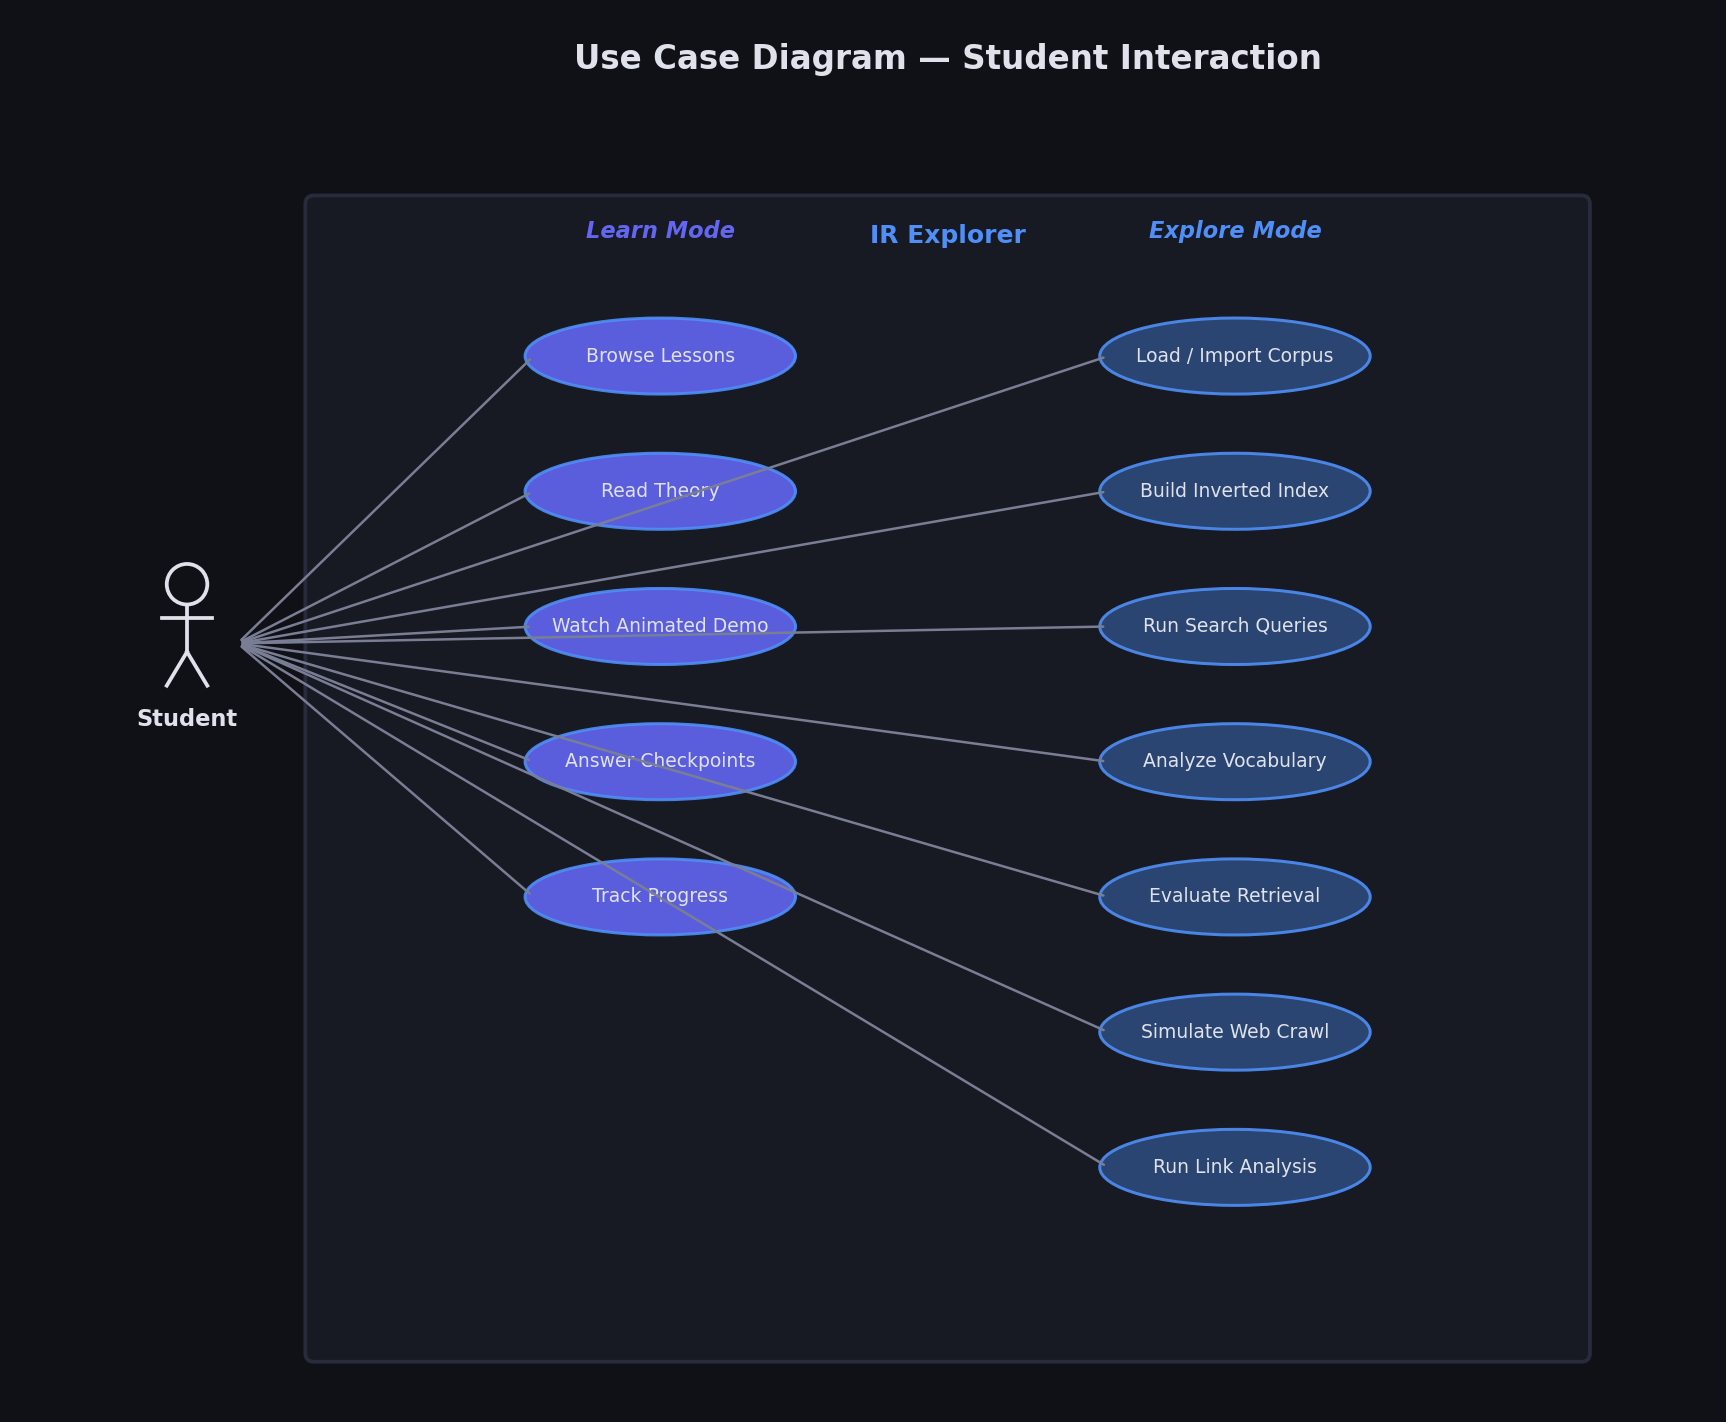 Use Case Diagram — Student Interaction
Learn Mode
IR Explorer
Explore Mode
Browse Lessons
Load / Import Corpus
Read Theory
Build Inverted Index
Watch Animated Demo
Run Search Queries
Student
Answer Checkpoints
Analyze Vocabulary
Track Progress
Evaluate Retrieval
Simulate Web Crawl
Run Link Analysis